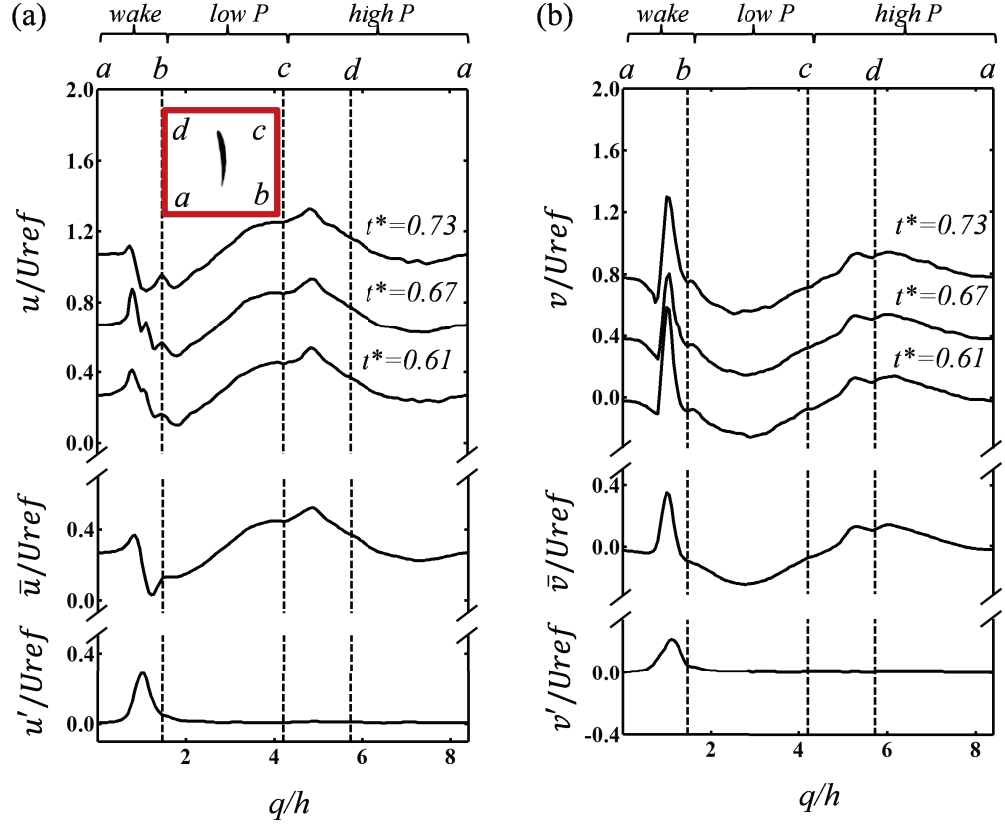 (a) wake low P high P
a b c d a
2.0
1.6
1.2
0.8
0.4
0.0
u/Uref
d c
a b
t*=0.73
t*=0.67
t*=0.61
0.4
0.0
ū/Uref
0.4
0.0
u'/Uref
2 4 6 8
q/h
(b) wake low P high P
a b c d a
2.0
1.6
1.2
0.8
0.4
0.0
v/Uref
t*=0.73
t*=0.67
t*=0.61
0.4
0.0
v̄/Uref
0.0
-0.4
v'/Uref
2 4 6 8
q/h